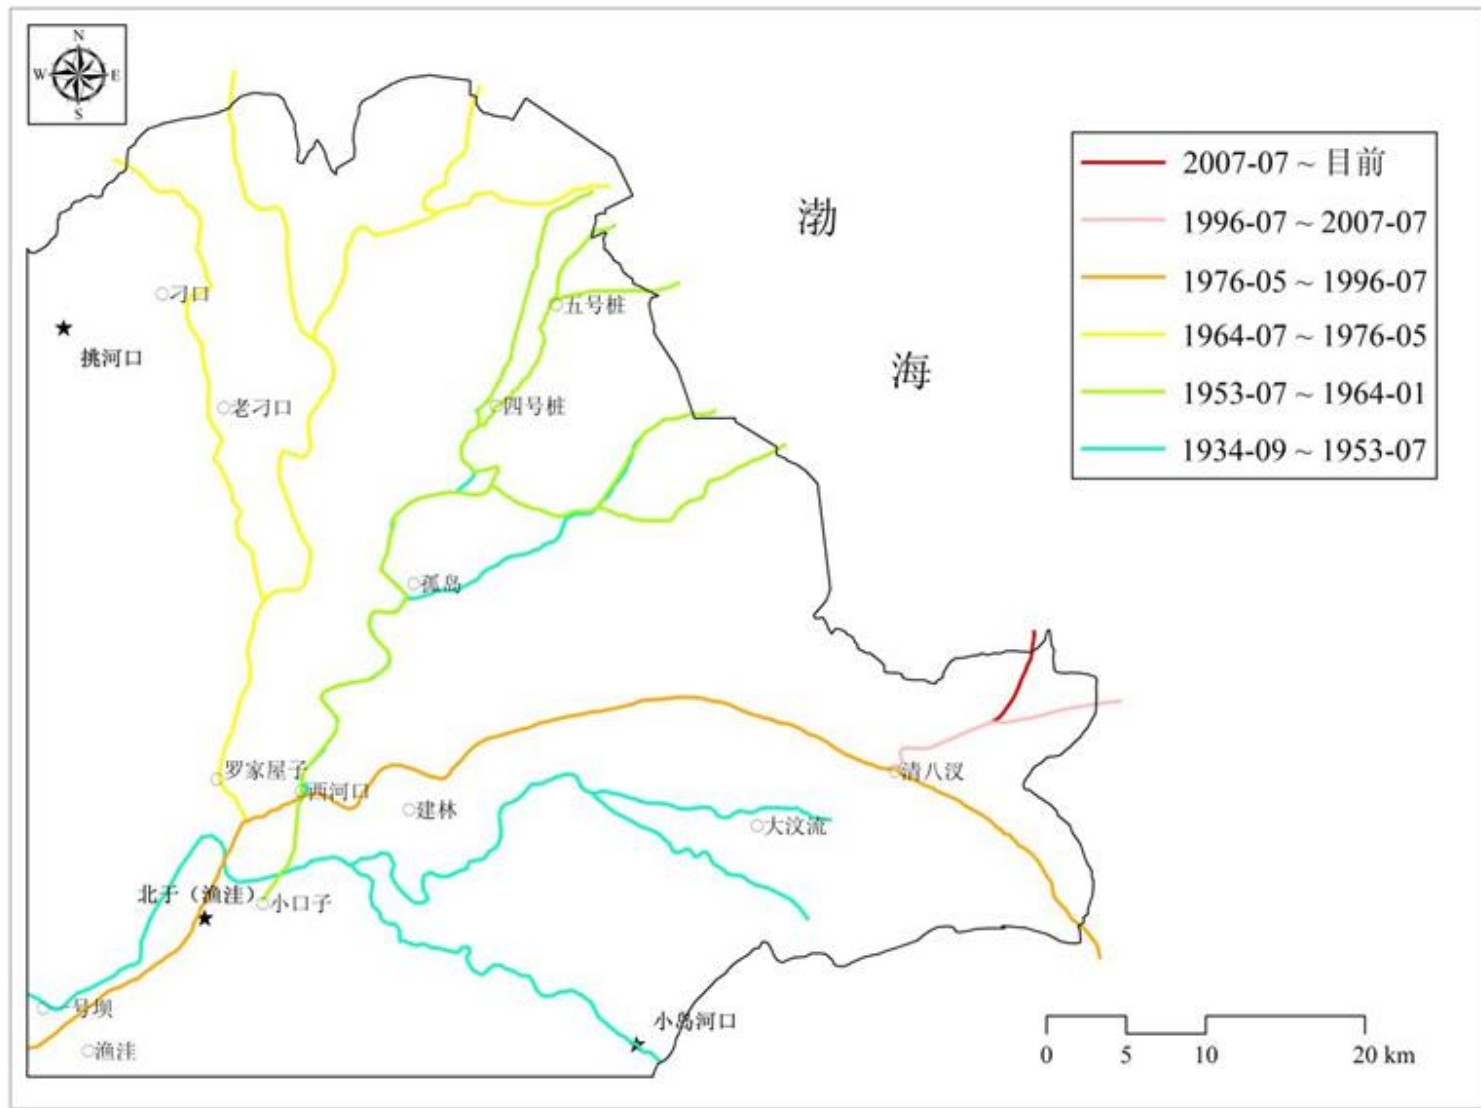 N
W E
S
2007-07 ~ 目前
1996-07 ~ 2007-07
1976-05 ~ 1996-07
1964-07 ~ 1976-05
1953-07 ~ 1964-01
1934-09 ~ 1953-07
渤
海
刁口
挑河口
五号桩
老刁口
四号桩
孤岛
罗家屋子
西河口
建林
清八汊
大汶流
北于（渔洼）
小口子
一号坝
渔洼
小岛河口
0 5 10 20 km